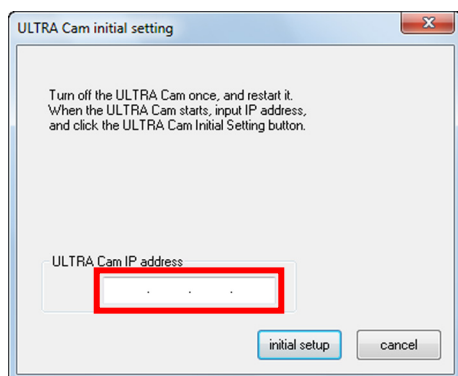 ULTRA Cam initial setting
Turn off the ULTRA Cam once, and restart it.
When the ULTRA Cam starts, input IP address,
and click the ULTRA Cam Initial Setting button.
ULTRA Cam IP address
. . .
initial setup cancel